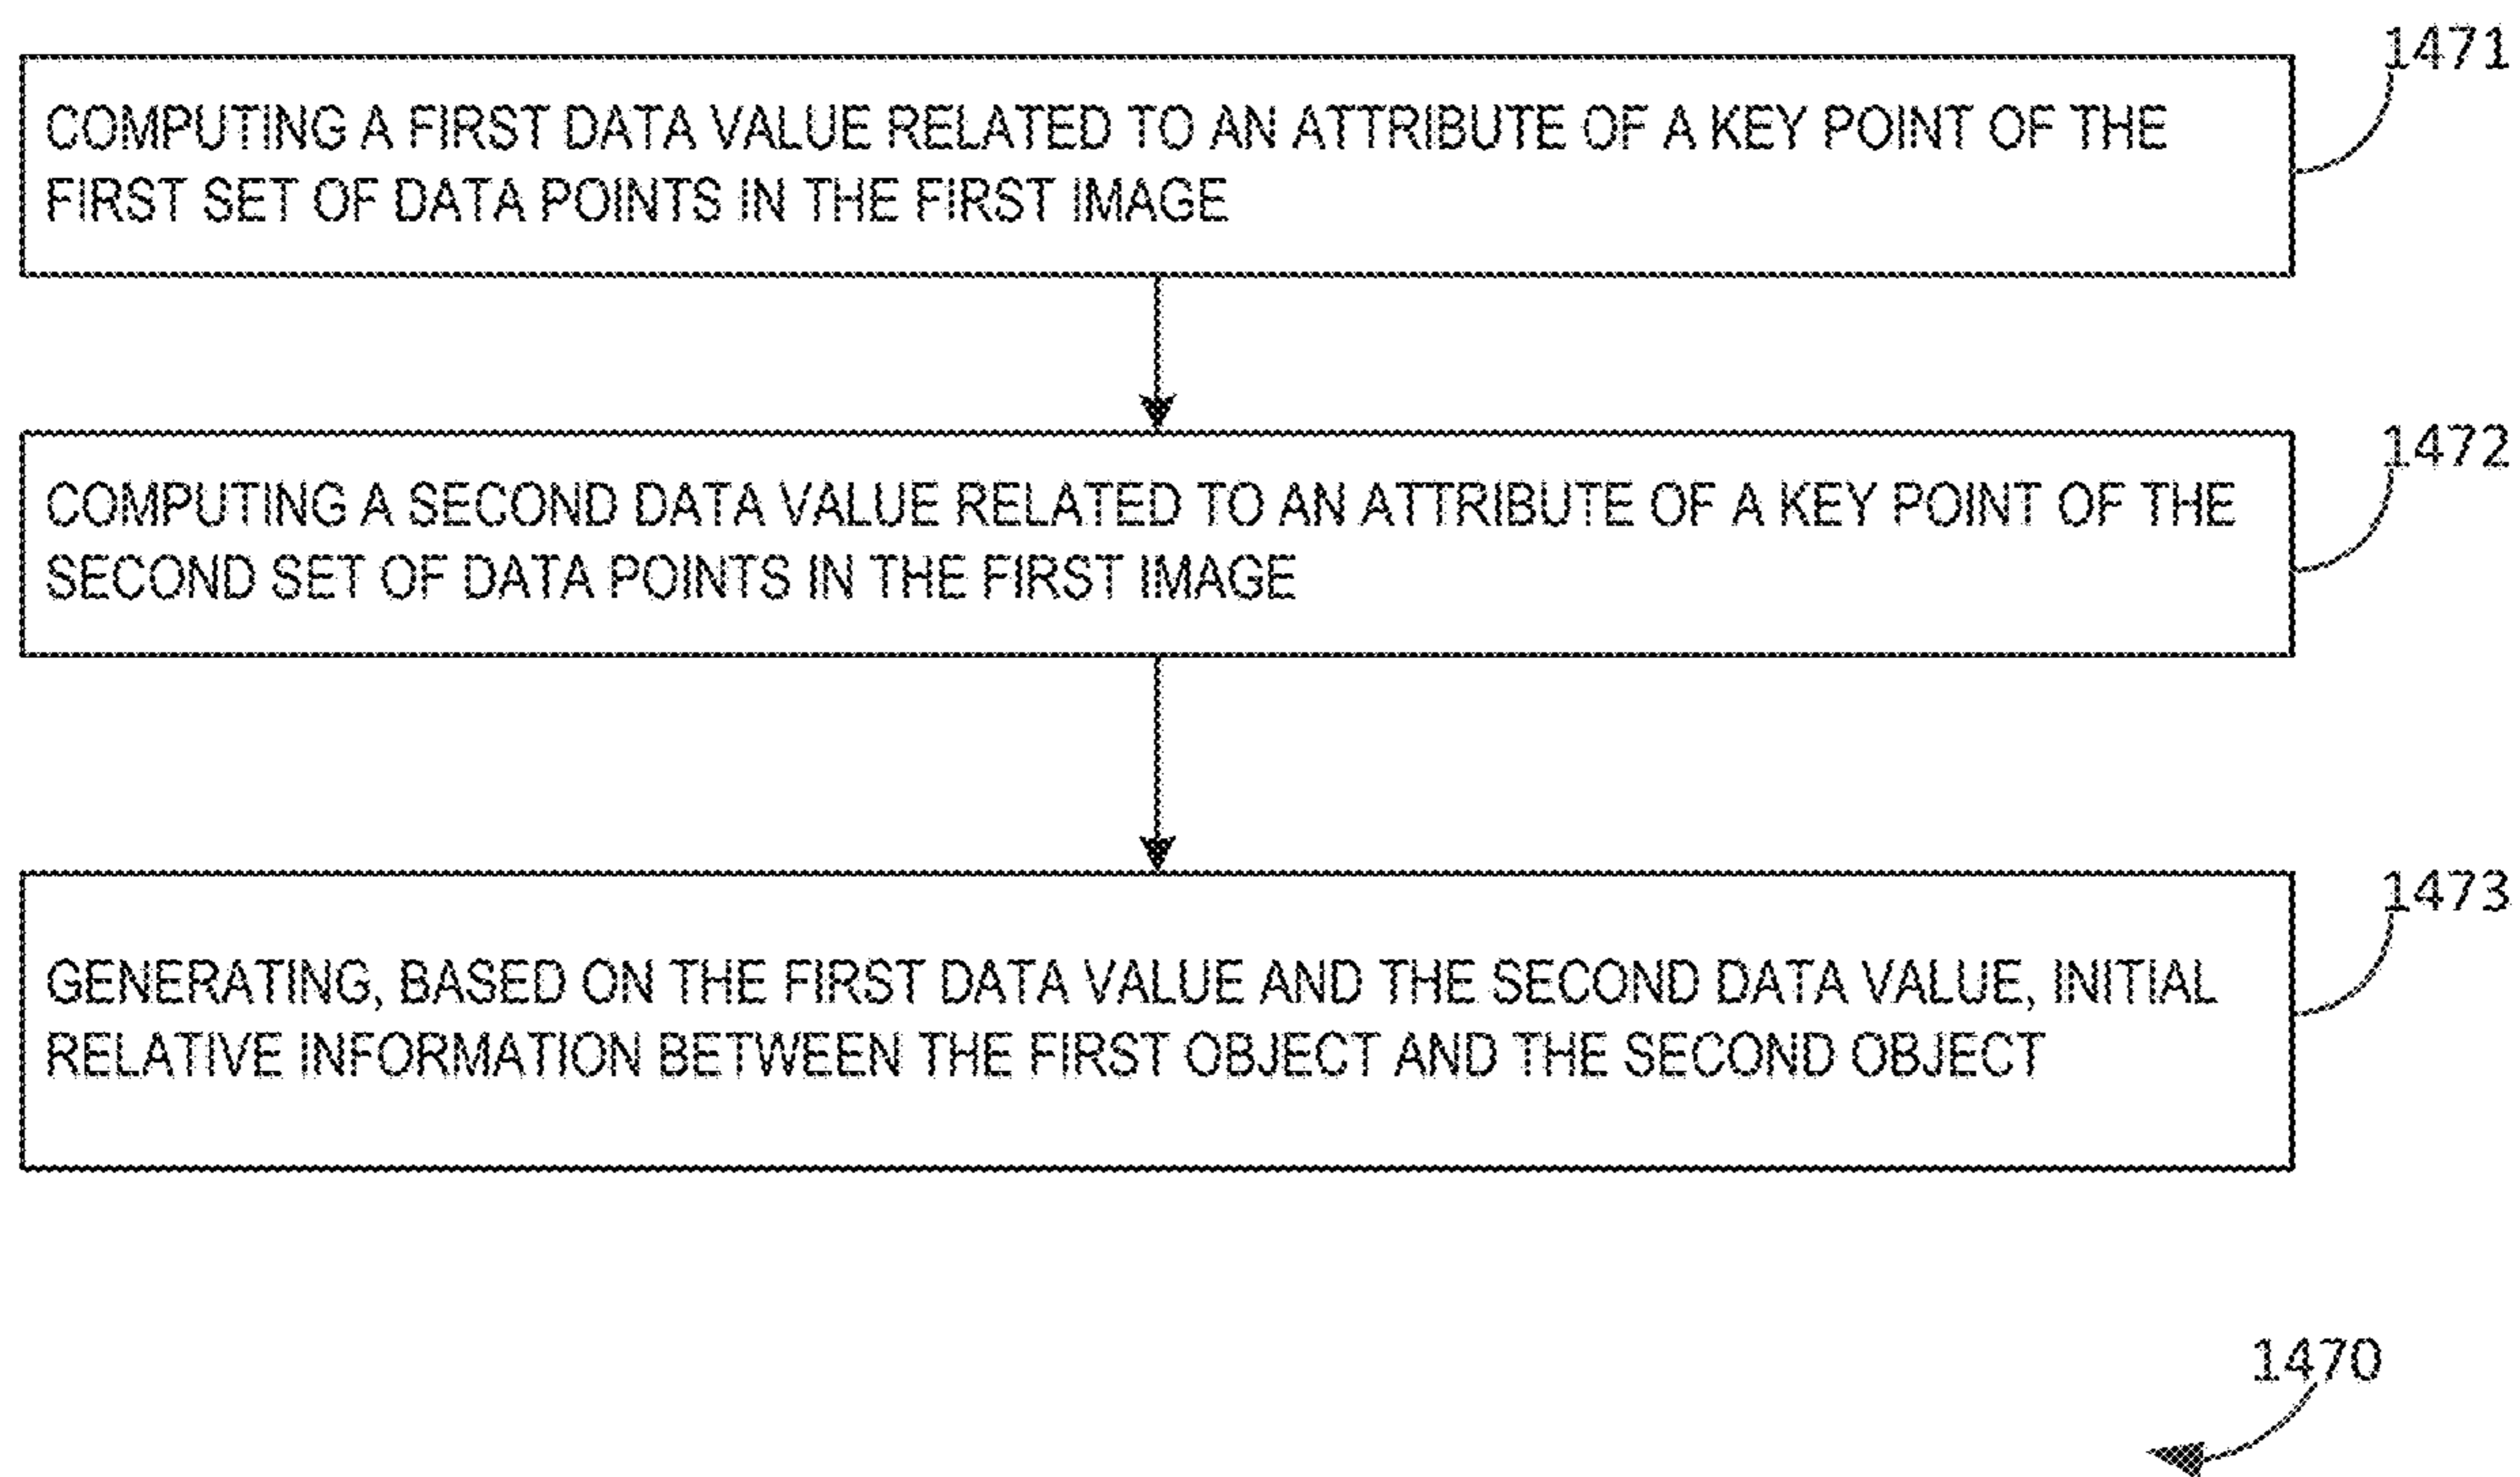 1471
COMPUTING A FIRST DATA VALUE RELATED TO AN ATTRIBUTE OF A KEY POINT OF THE
FIRST SET OF DATA POINTS IN THE FIRST IMAGE
1472
COMPUTING A SECOND DATA VALUE RELATED TO AN ATTRIBUTE OF A KEY POINT OF THE
SECOND SET OF DATA POINTS IN THE FIRST IMAGE
1473
GENERATING, BASED ON THE FIRST DATA VALUE AND THE SECOND DATA VALUE, INITIAL
RELATIVE INFORMATION BETWEEN THE FIRST OBJECT AND THE SECOND OBJECT
1470